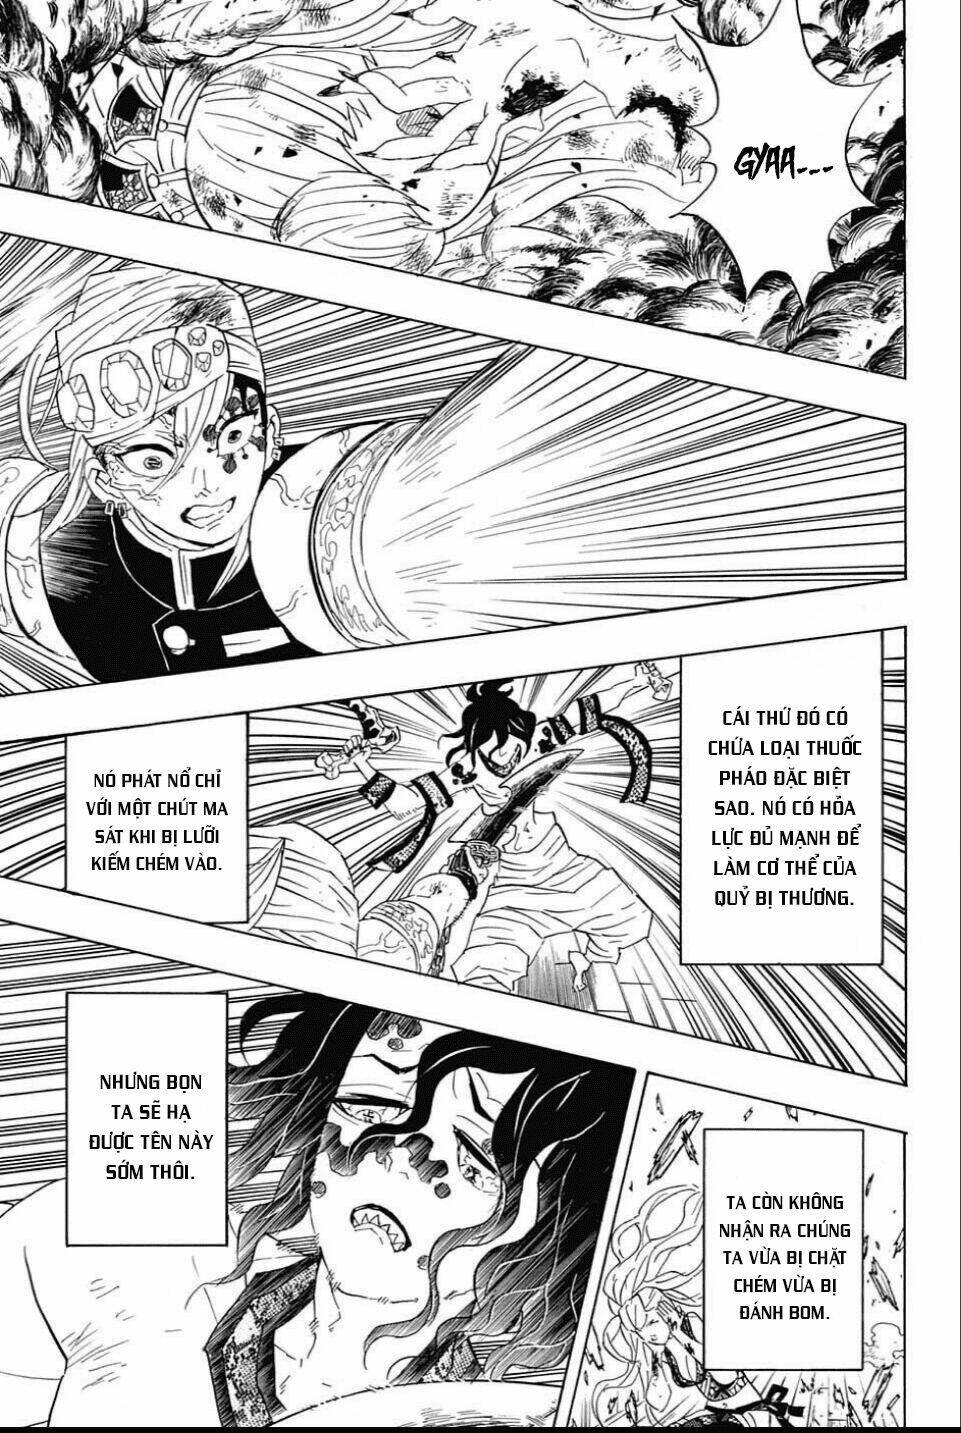 GYAA...
CÁI THỨ ĐÓ CÓ
CHỨA LOẠI THUỐC
PHÁO ĐẶC BIỆT
SAO. NÓ CÓ HỎA
LỰC ĐỦ MẠNH ĐỂ
LÀM CƠ THỂ CỦA
QUỶ BỊ THƯƠNG.
NÓ PHÁT NỔ CHỈ
VỚI MỘT CHÚT MA
SÁT KHI BỊ LƯỠI
KIẾM CHÉM VÀO.
TA CÒN KHÔNG
NHẬN RA CHÚNG
TA VỪA BỊ CHẶT
CHÉM VỪA BỊ
ĐÁNH BOM.
NHƯNG BỌN
TA SẼ HẠ
ĐƯỢC TÊN NÀY
SỚM THÔI.